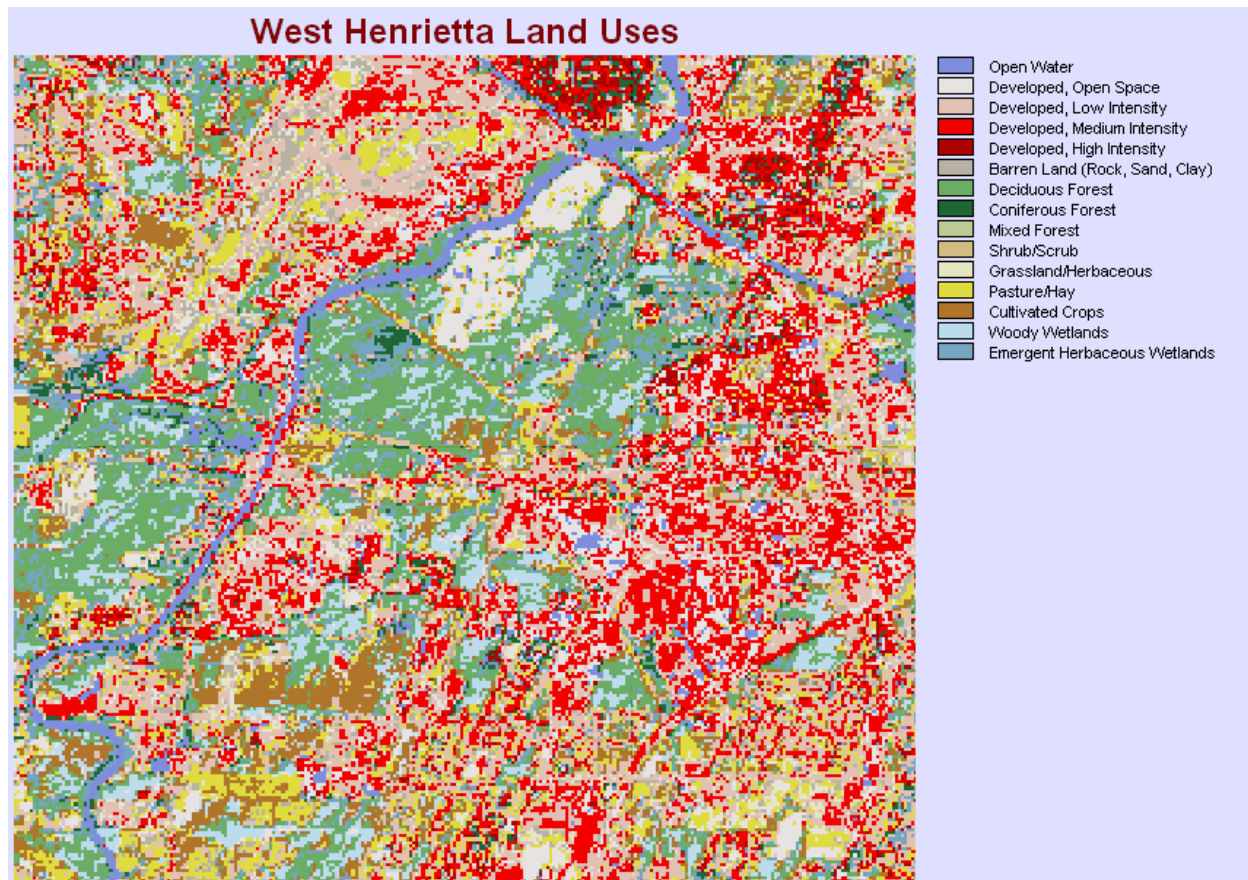 West Henrietta Land Uses
Open Water
Developed, Open Space
Developed, Low Intensity
Developed, Medium Intensity
Developed, High Intensity
Barren Land (Rock, Sand, Clay)
Deciduous Forest
Coniferous Forest
Mixed Forest
Shrub/Scrub
Grassland/Herbaceous
Pasture/Hay
Cultivated Crops
Woody Wetlands
Emergent Herbaceous Wetlands